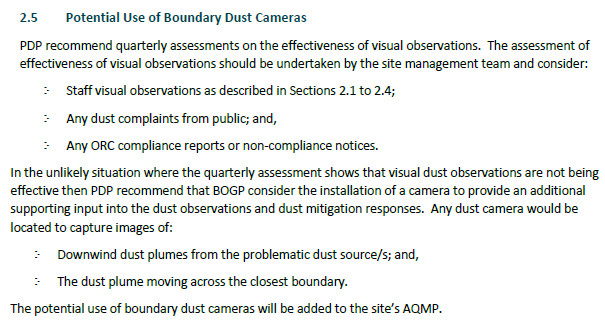 2.5 Potential Use of Boundary Dust Cameras
PDP recommend quarterly assessments on the effectiveness of visual observations. The assessment of
effectiveness of visual observations should be undertaken by the site management team and consider:
Staff visual observations as described in Sections 2.1 to 2.4;
Any dust complaints from public; and,
Any ORC compliance reports or non-compliance notices.
In the unlikely situation where the quarterly assessment shows that visual dust observations are not being
effective then PDP recommend that BOGP consider the installation of a camera to provide an additional
supporting input into the dust observations and dust mitigation responses. Any dust camera would be
located to capture images of:
Downwind dust plumes from the problematic dust source/s; and,
The dust plume moving across the closest boundary.
The potential use of boundary dust cameras will be added to the site's AQMP.